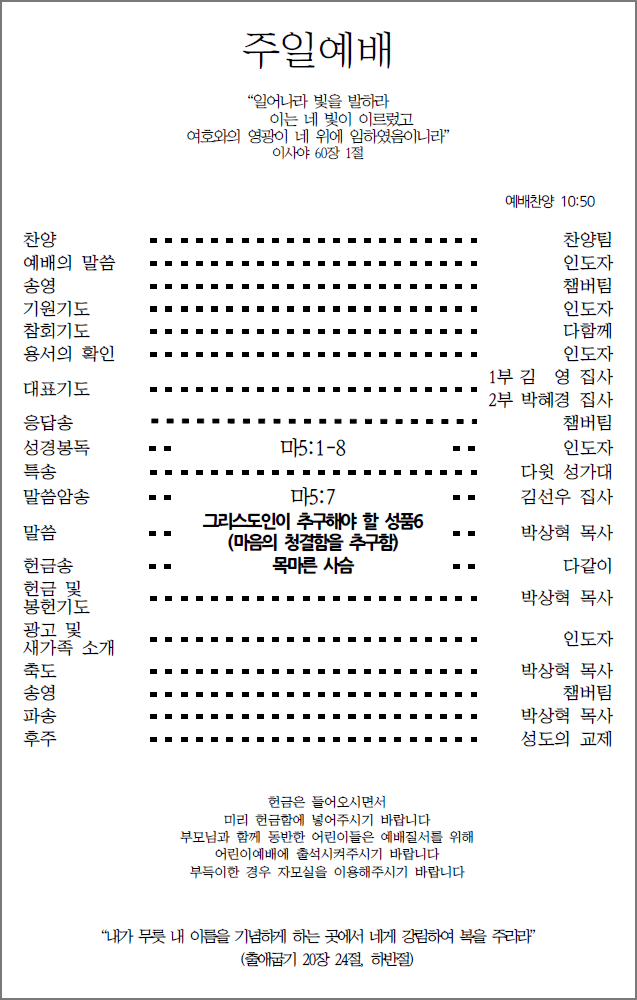 주일예배
“일어나라 빛을 발하라
이는 네 빛이 이르렀고
여호와의 영광이 네 위에 임하였음이니라”
이사야 60장 1절
예배찬양 10:50
찬양 찬양팀
예배의 말씀 인도자
송영 챔버팀
기원기도 인도자
참회기도 다함께
용서의 확인 인도자
대표기도 1부 김 영 집사
2부 박혜경 집사
응답송 챔버팀
성경봉독 마5:1-8 인도자
특송 다윗 성가대
말씀암송 마5:7 김선우 집사
말씀 그리스도인이 추구해야 할 성품6 박상혁 목사
(마음의 청결함을 추구함)
헌금송 목마른 사슴 다같이
헌금 및
봉헌기도 박상혁 목사
광고 및
새가족 소개 인도자
축도 박상혁 목사
송영 챔버팀
파송 박상혁 목사
후주 성도의 교제
헌금은 들어오시면서
미리 헌금함에 넣어주시기 바랍니다
부모님과 함께 동반한 어린이들은 예배질서를 위해
어린이예배에 출석시켜주시기 바랍니다
부득이한 경우 자모실을 이용해주시기 바랍니다
“내가 무릇 내 이름을 기념하게 하는 곳에서 네게 강림하여 복을 주리라”
(출애굽기 20장 24절, 하반절)